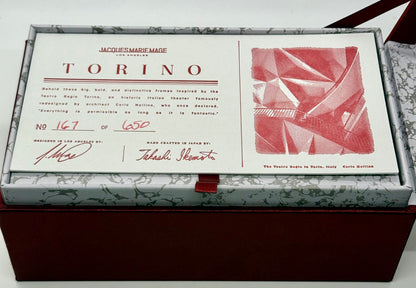 JACQUESMARIEMAGE
LOS ANGELES
TORINO
Behold these big, bold, and distinctive frames inspired by the
Teatro Regio Torino, an historic Italian theater famously
redesigned by architect Carlo Mollino, who once declared,
"Everything is permissible as long as it is fantastic."
No 167 OF 650
DESIGNED IN LOS ANGELES BY:
HAND CRAFTED IN JAPAN BY:
Takashi Ikemoto
The Teatro Regio in Turin, Italy Carlo Mollino